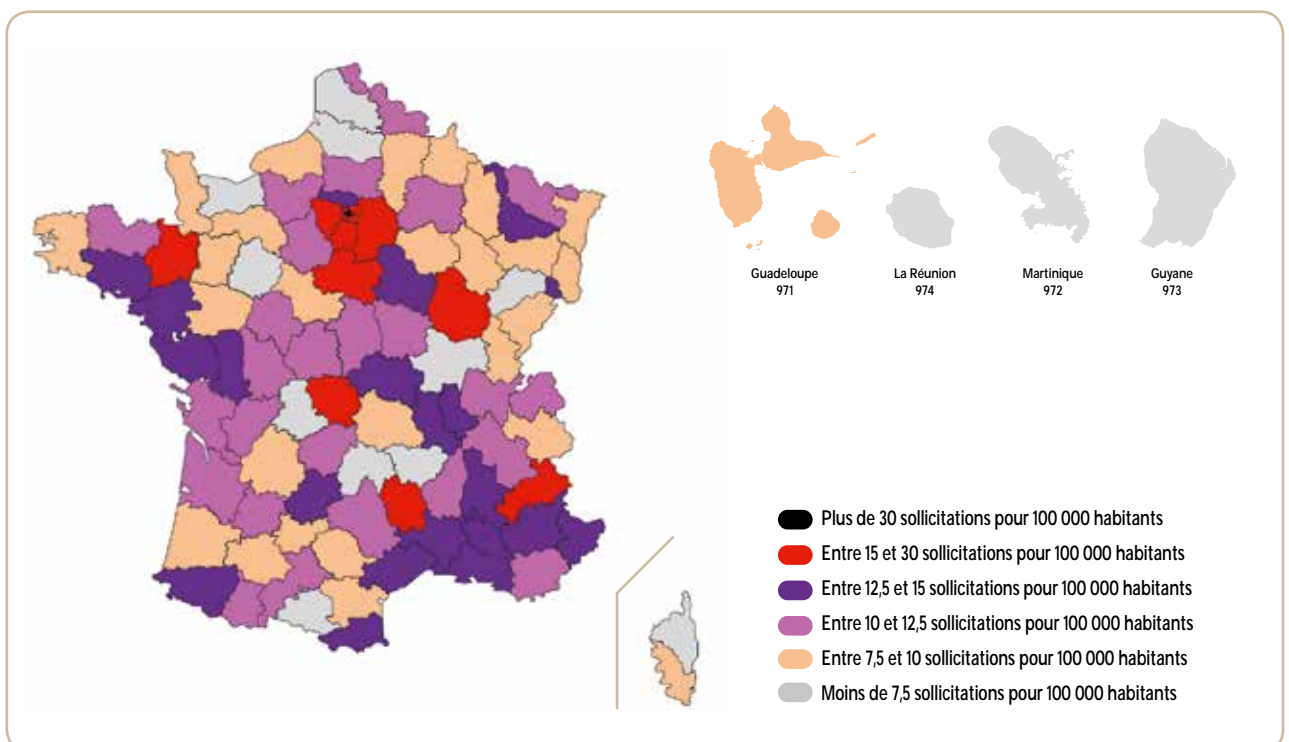 Guadeloupe
971
La Réunion
974
Martinique
972
Guyane
973
Plus de 30 sollicitations pour 100 000 habitants
Entre 15 et 30 sollicitations pour 100 000 habitants
Entre 12,5 et 15 sollicitations pour 100 000 habitants
Entre 10 et 12,5 sollicitations pour 100 000 habitants
Entre 7,5 et 10 sollicitations pour 100 000 habitants
Moins de 7,5 sollicitations pour 100 000 habitants